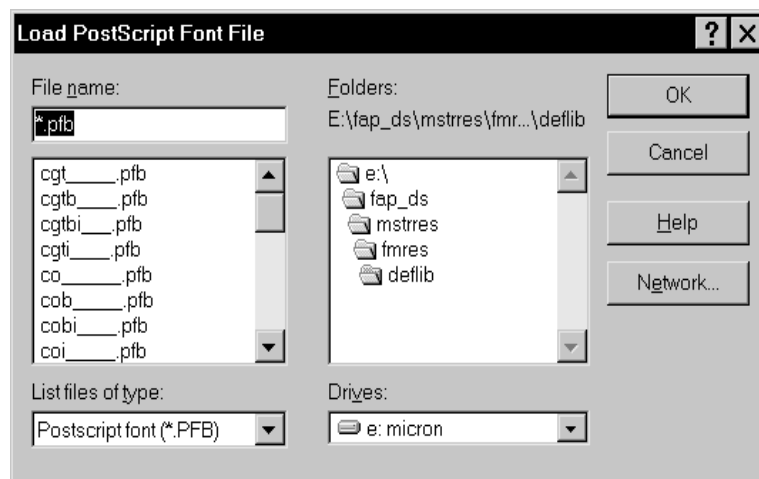 Load PostScript Font File
File name:
*.pfb
cgt_____.pfb
cgtb____.pfb
cgtbi___.pfb
cgti____.pfb
co______.pfb
cob_____.pfb
cobi____.pfb
coi_____.pfb
List files of type:
Postscript font (*.PFB)
Folders:
E:\fap_ds\mstrres\fmr...\deflib
e:\
fap_ds
mstrres
fmres
deflib
Drives:
e: micron
OK
Cancel
Help
Network...